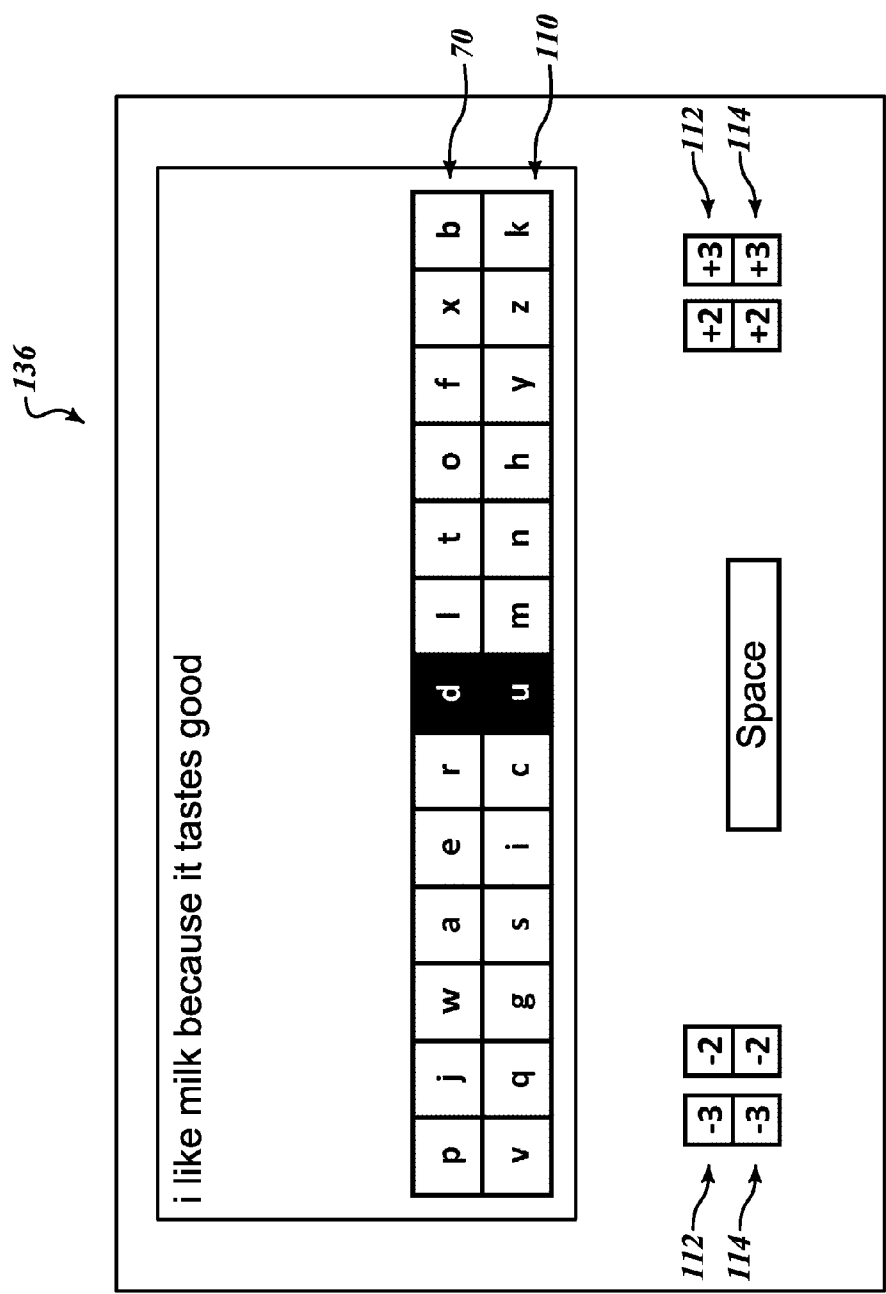 136
i like milk because it tastes good
p j w a e r d l t o f x b 70
v q g s i c u m n h y z k 110
112 -3 -2 +2 +3 112
114 -3 -2 Space +2 +3 114